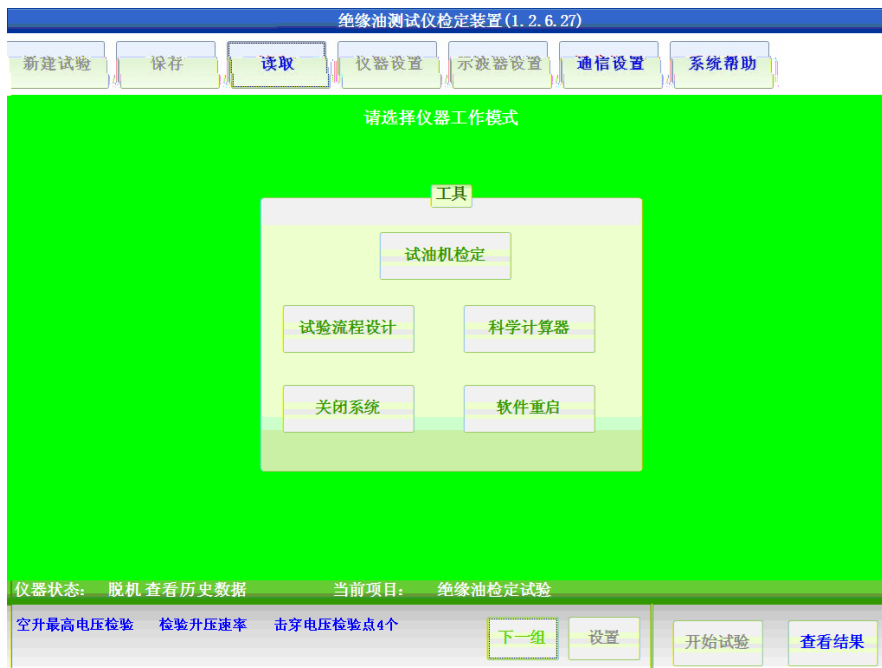 绝缘油测试仪检定装置(1.2.6.27)
新建试验 保存 读取 仪器设置 示波器设置 通信设置 系统帮助
请选择仪器工作模式
工具
试油机检定
试验流程设计 科学计算器
关闭系统 软件重启
仪器状态: 脱机 查看历史数据 当前项目: 绝缘油检定试验
空升最高电压检验 检验升压速率 击穿电压检验点4个 下一组 设置 开始试验 查看结果